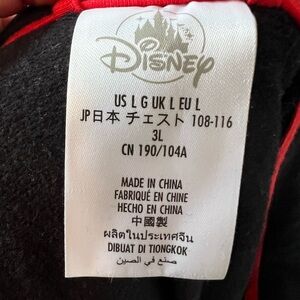 Disney
US L G UK L EU L
JP日本 チェスト 108-116
3L
CN 190/104A
MADE IN CHINA
FABRIQUÉ EN CHINE
HECHO EN CHINA
中國製
ผลิตในประเทศจีน
DIBUAT DI TIONGKOK
صنع في الصين